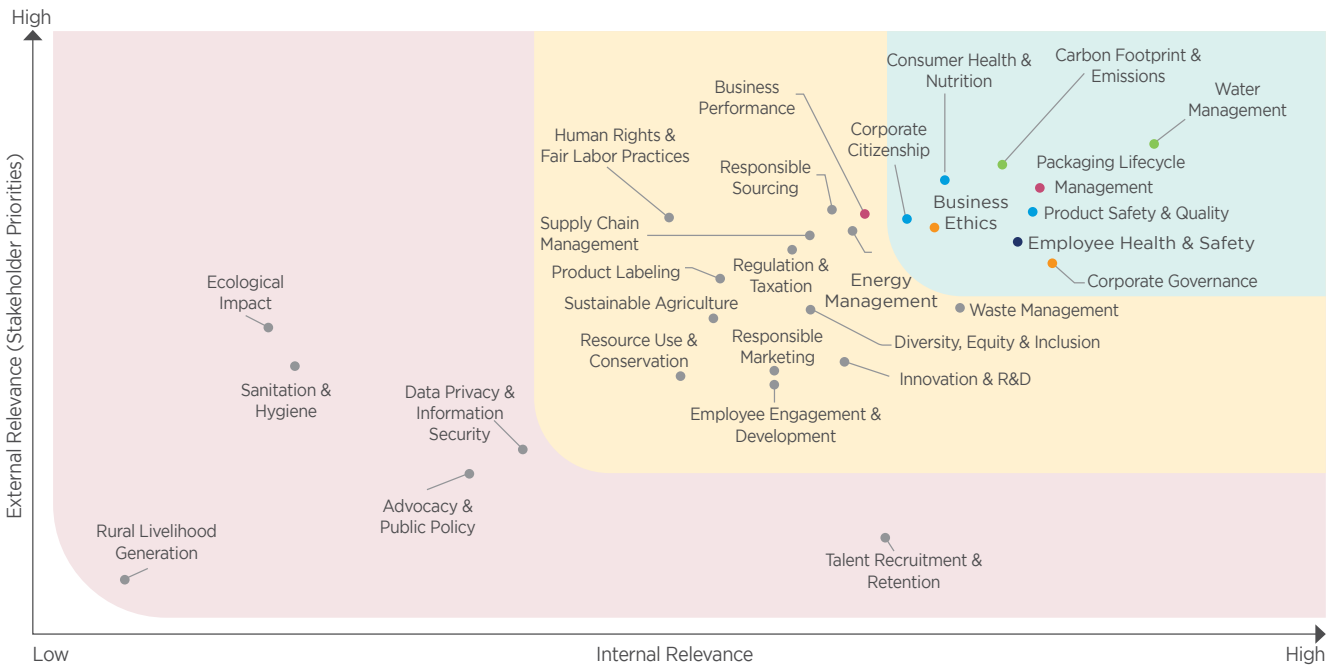 High
External Relevance (Stakeholder Priorities)
Consumer Health &
Nutrition
Carbon Footprint &
Emissions
Water
Management
Business
Performance
Corporate
Citizenship
Human Rights &
Fair Labor Practices
Responsible
Sourcing
Packaging Lifecycle
Management
Business
Ethics
Product Safety & Quality
Supply Chain
Management
Employee Health & Safety
Product Labeling
Regulation &
Taxation
Energy
Management
Corporate Governance
Ecological
Impact
Sustainable Agriculture
Waste Management
Resource Use &
Conservation
Responsible
Marketing
Diversity, Equity & Inclusion
Innovation & R&D
Sanitation &
Hygiene
Data Privacy &
Information
Security
Employee Engagement &
Development
Advocacy &
Public Policy
Rural Livelihood
Generation
Talent Recruitment &
Retention
Low
Internal Relevance
High